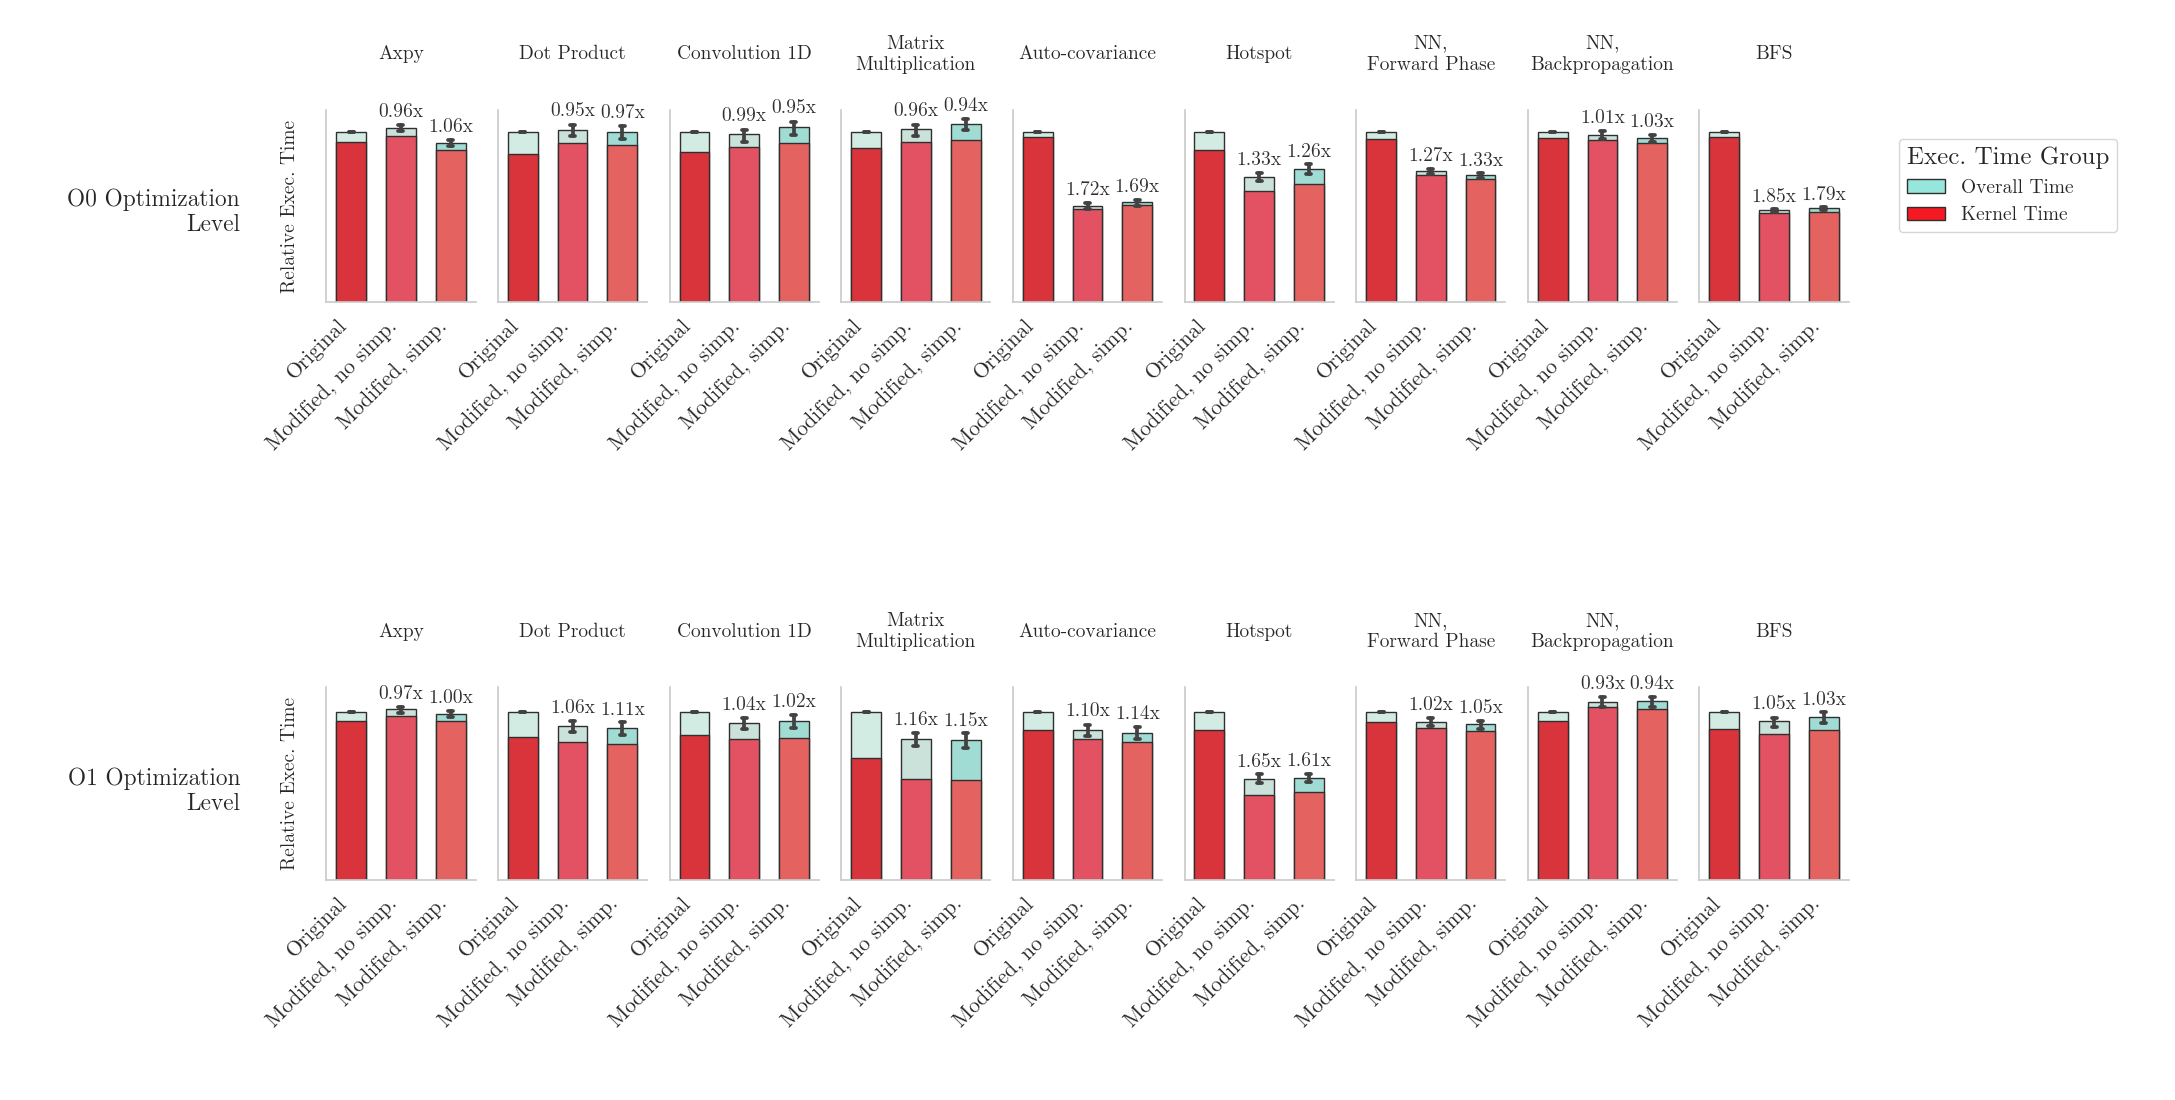 Axpy
Dot Product
Convolution 1D
Matrix
Multiplication
Auto-covariance
Hotspot
NN,
Forward Phase
NN,
Backpropagation
BFS
O0 Optimization
Level
Relative Exec. Time
0.96x
1.06x
0.95x
0.97x
0.99x
0.95x
0.96x
0.94x
1.72x
1.69x
1.33x
1.26x
1.27x
1.33x
1.01x
1.03x
1.85x
1.79x
Exec. Time Group
Overall Time
Kernel Time
Original
Modified, no simp.
Modified, simp.
Original
Modified, no simp.
Modified, simp.
Original
Modified, no simp.
Modified, simp.
Original
Modified, no simp.
Modified, simp.
Original
Modified, no simp.
Modified, simp.
Original
Modified, no simp.
Modified, simp.
Original
Modified, no simp.
Modified, simp.
Original
Modified, no simp.
Modified, simp.
Original
Modified, no simp.
Modified, simp.
Axpy
Dot Product
Convolution 1D
Matrix
Multiplication
Auto-covariance
Hotspot
NN,
Forward Phase
NN,
Backpropagation
BFS
O1 Optimization
Level
Relative Exec. Time
0.97x
1.00x
1.06x
1.11x
1.04x
1.02x
1.16x
1.15x
1.10x
1.14x
1.65x
1.61x
1.02x
1.05x
0.93x
0.94x
1.05x
1.03x
Original
Modified, no simp.
Modified, simp.
Original
Modified, no simp.
Modified, simp.
Original
Modified, no simp.
Modified, simp.
Original
Modified, no simp.
Modified, simp.
Original
Modified, no simp.
Modified, simp.
Original
Modified, no simp.
Modified, simp.
Original
Modified, no simp.
Modified, simp.
Original
Modified, no simp.
Modified, simp.
Original
Modified, no simp.
Modified, simp.